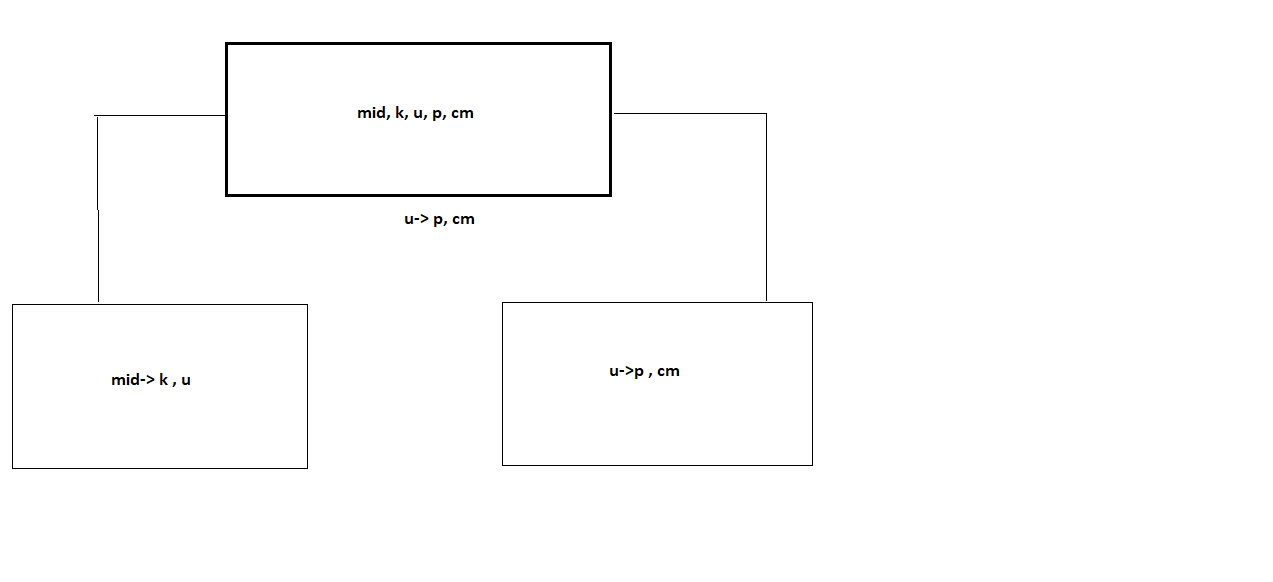 mid, k, u, p, cm
u-> p, cm
mid-> k , u
u->p , cm